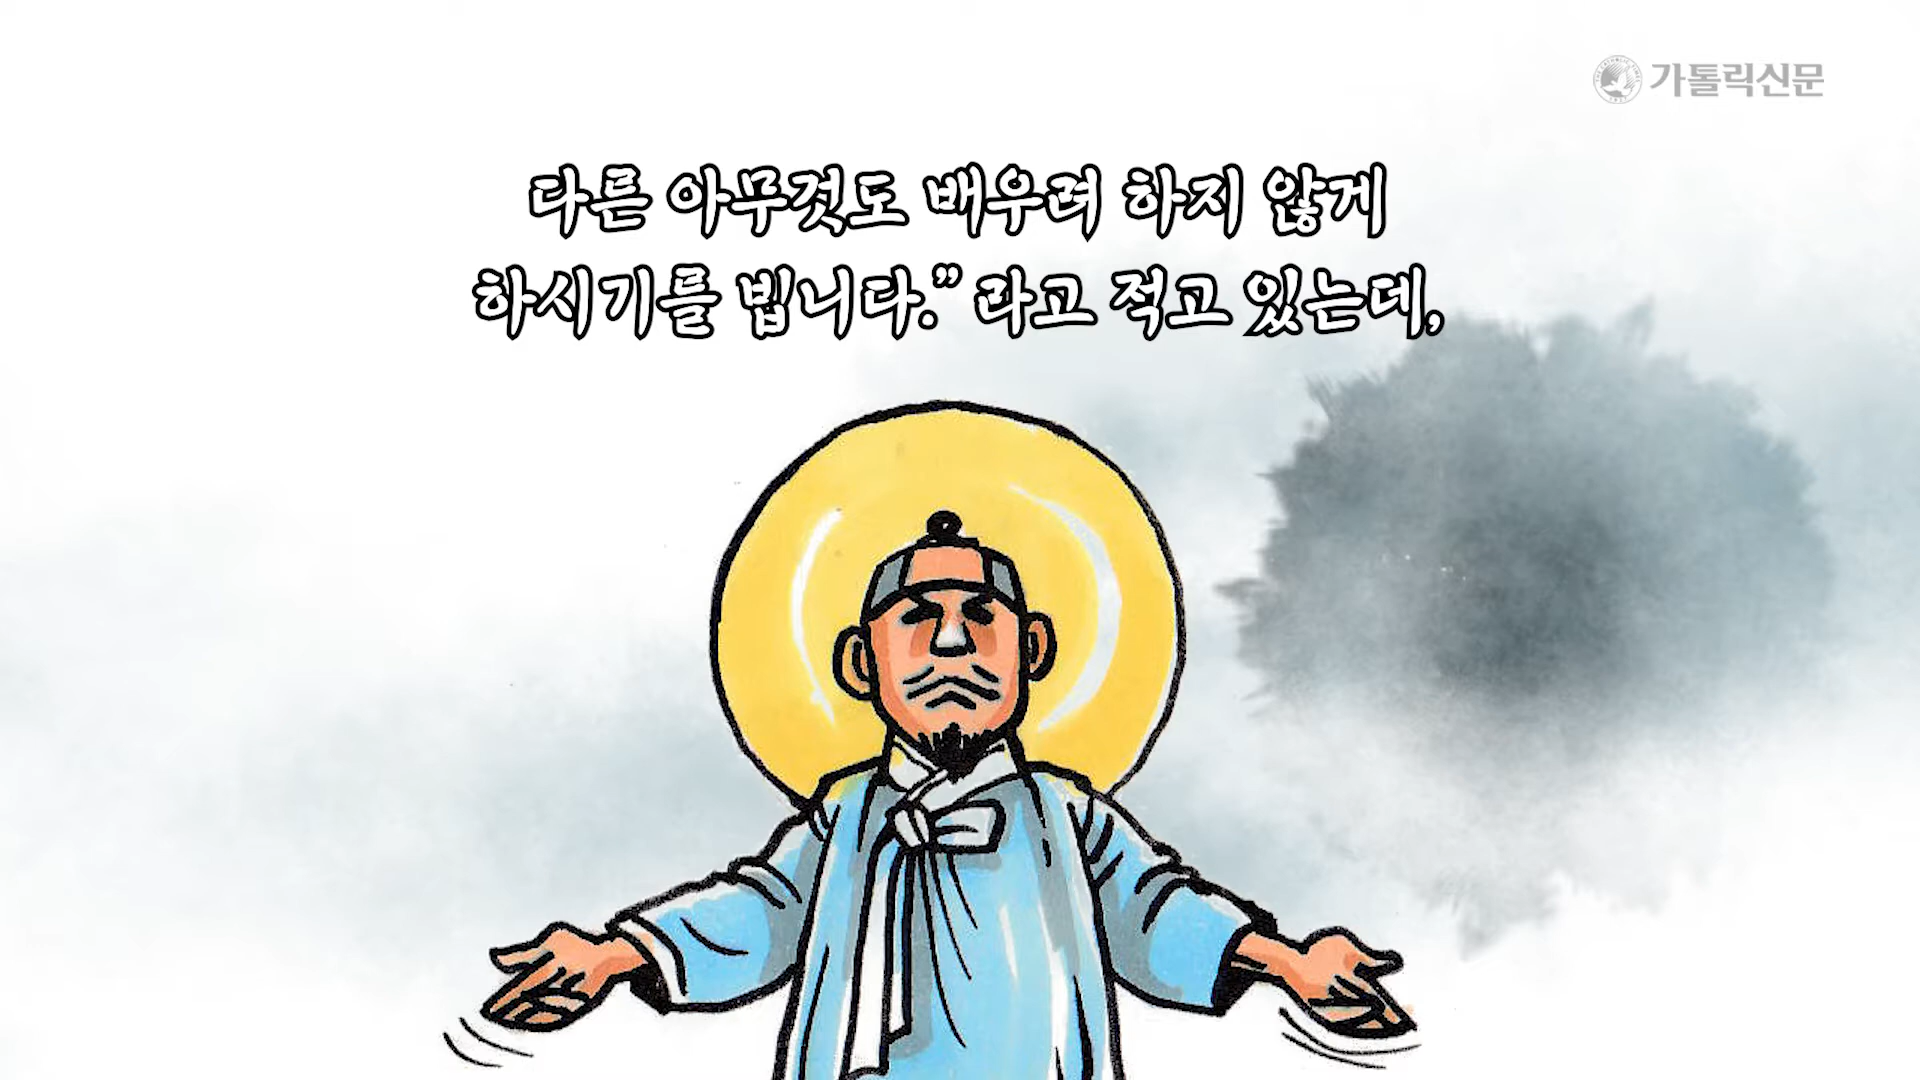 가톨릭신문
다른 아무것도 배우려 하지 않게
하시기를 빕니다.” 라고 적고 있는데,